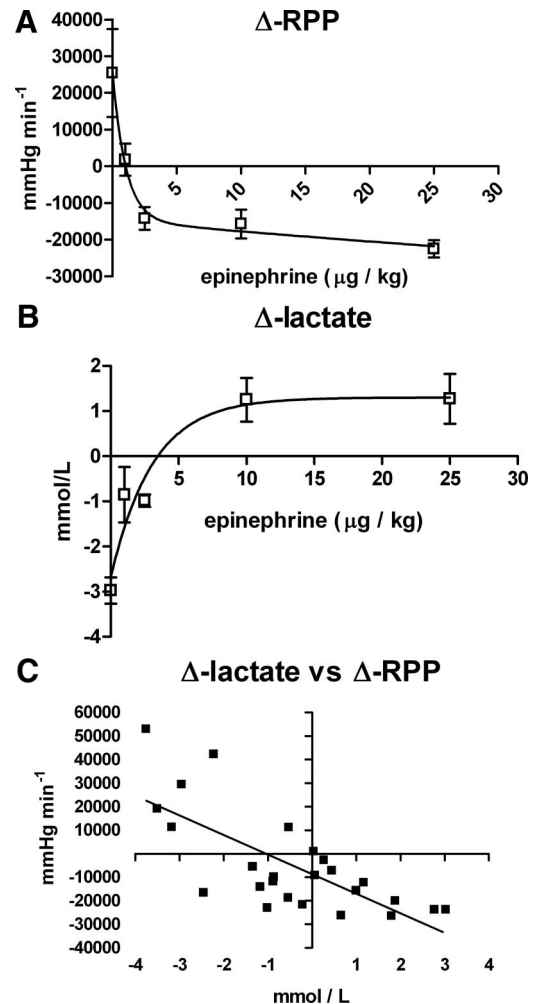 A
Δ-RPP
mmHg min-1
40000
30000
20000
10000
0
-10000
-20000
-30000
5
10
15
20
25
30
epinephrine ( μg / kg)
B
Δ-lactate
mmol/L
2
1
0
-1
-2
-3
-4
5
10
15
20
25
30
epinephrine ( μg / kg)
C
Δ-lactate vs Δ-RPP
mmHg min-1
60000
50000
40000
30000
20000
10000
-10000
-20000
-30000
-40000
-4 -3 -2 -1 0 1 2 3 4
mmol / L